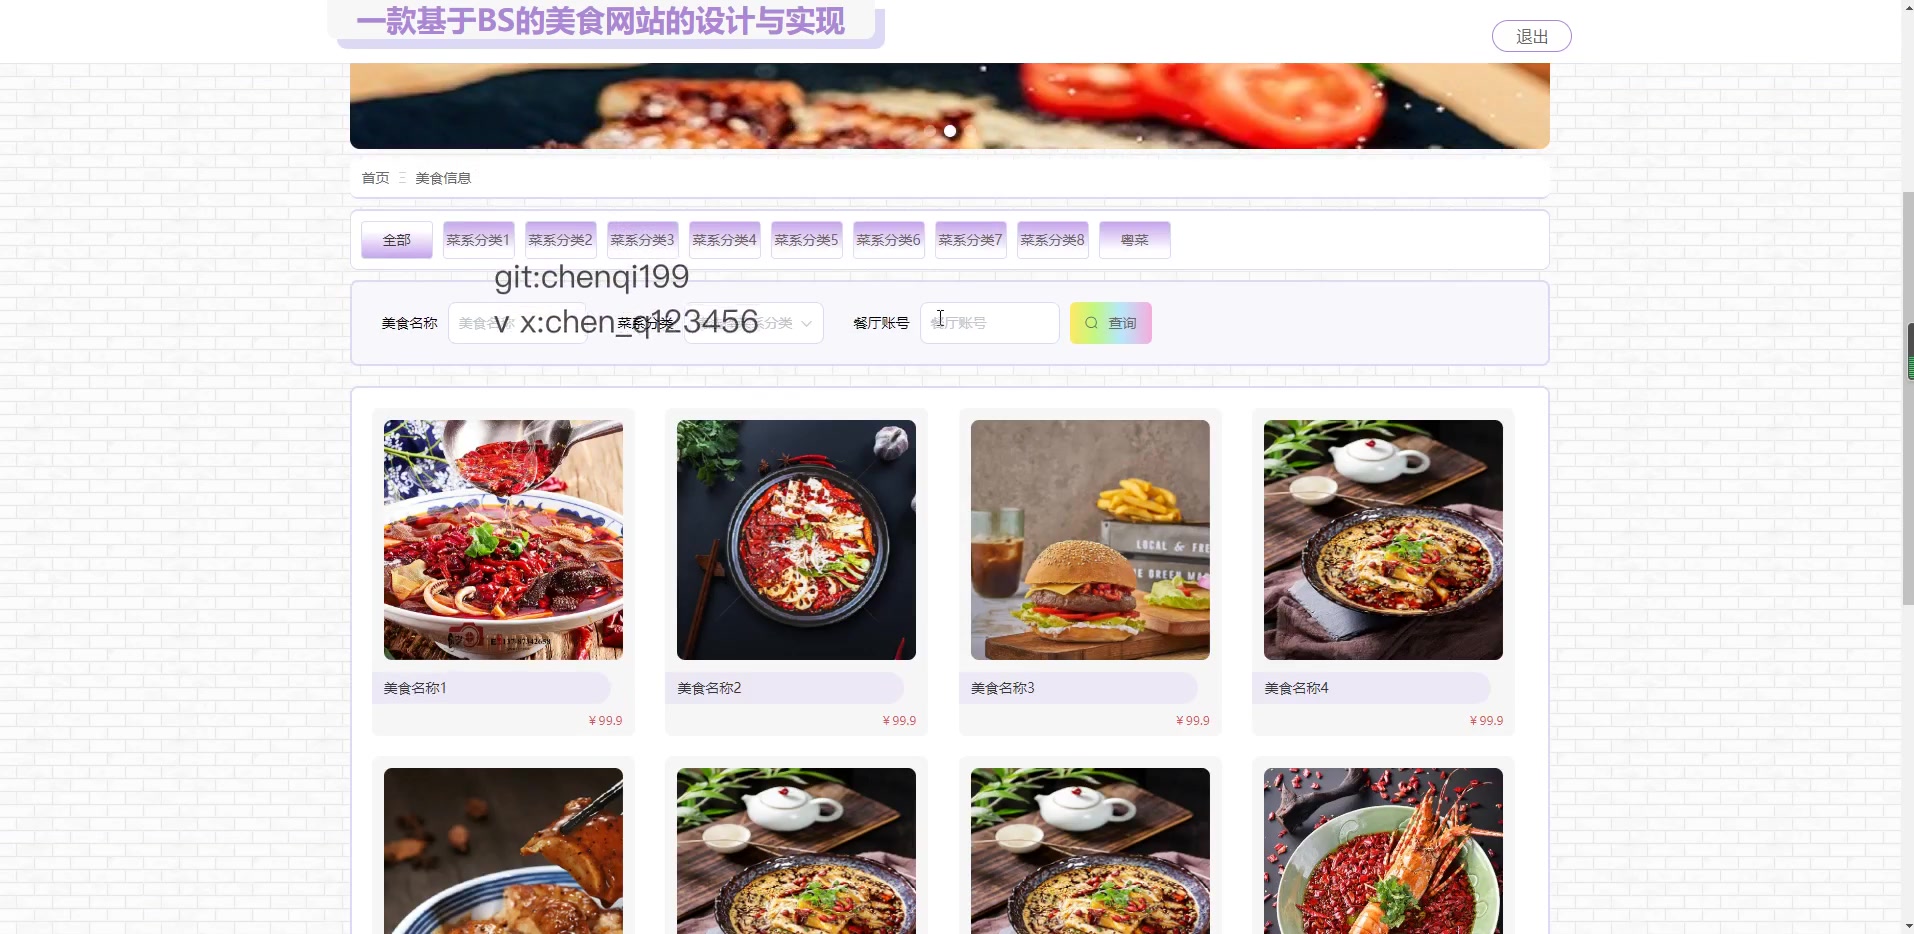 一款基于BS的美食网站的设计与实现
退出
首页 美食信息
全部 菜系分类1 菜系分类2 菜系分类3 菜系分类4 菜系分类5 菜系分类6 菜系分类7 菜系分类8 粤菜
git:chenqi199
v x:chen_q123456
美食名称 美食名称 菜系分类 系分类 餐厅账号 餐厅账号 查询
LOCAL & FRE
E GREEN MA
美食名称1 美食名称2 美食名称3 美食名称4
￥99.9 ￥99.9 ￥99.9 ￥99.9